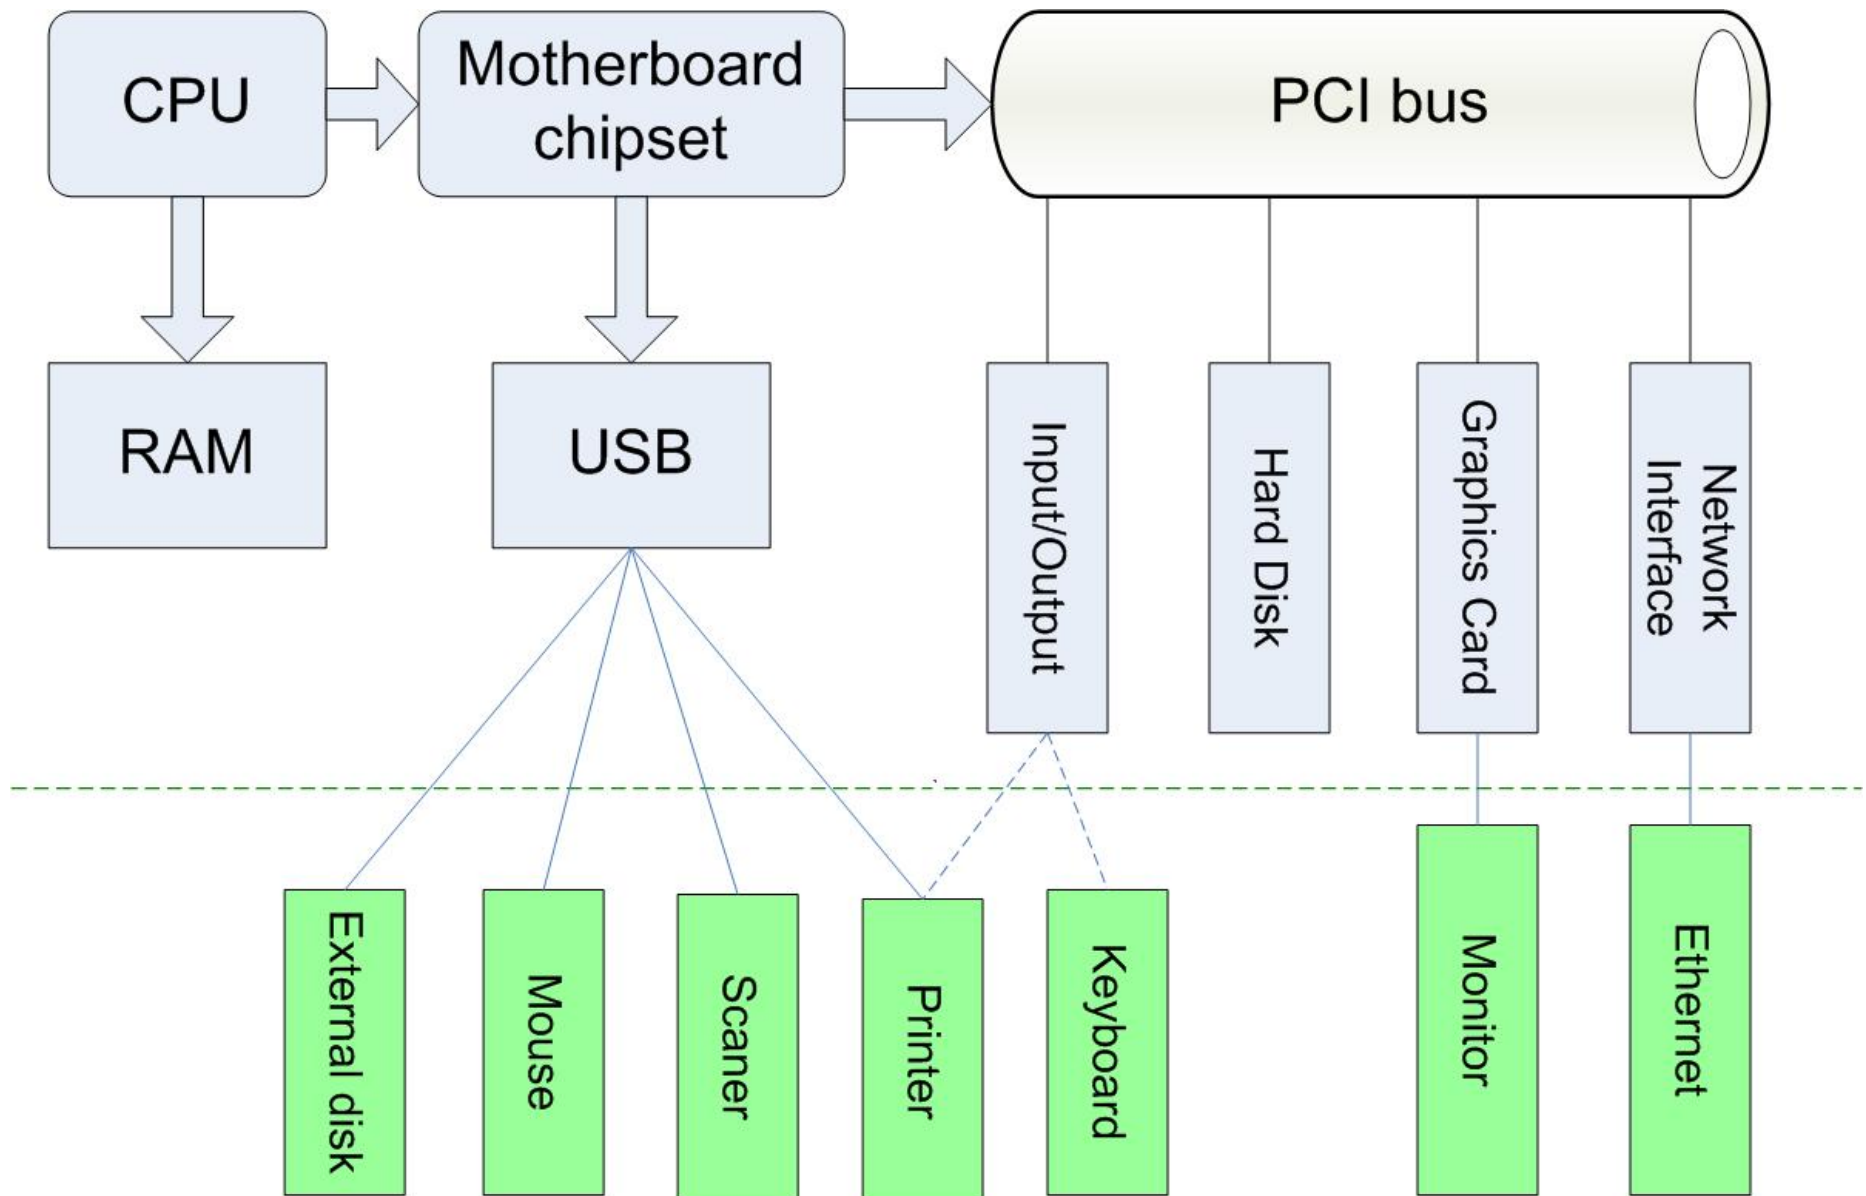 CPU
Motherboard
chipset
PCI bus
RAM
USB
Input/Output
Hard Disk
Graphics Card
Network
Interface
External disk
Mouse
Scaner
Printer
Keyboard
Monitor
Ethernet